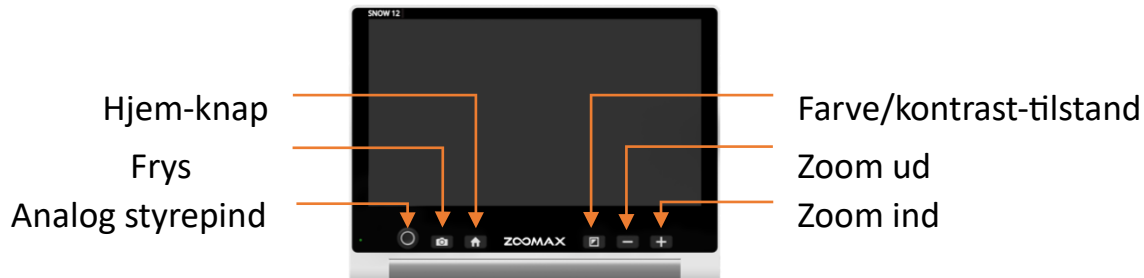 SNOW 12
Hjem-knap
Frys
Analog styrepind
Farve/kontrast-tilstand
Zoom ud
Zoom ind
ZOOMAX